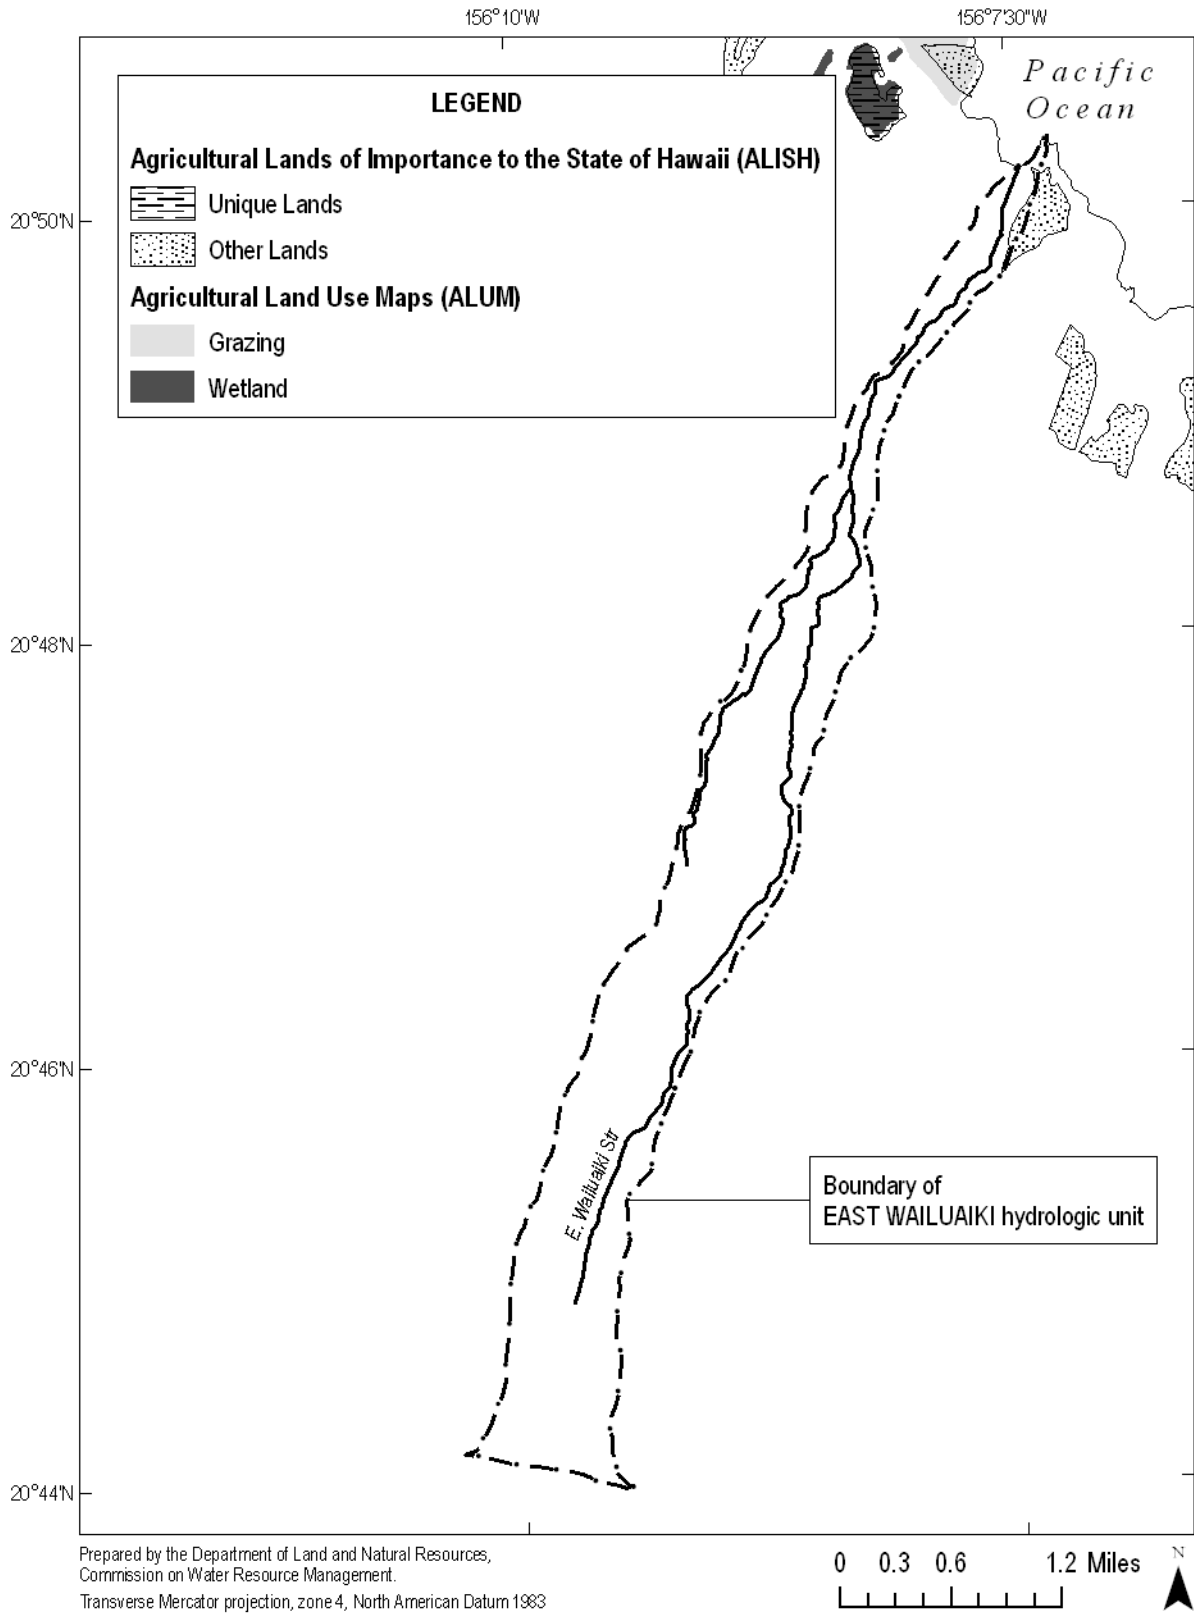 156°10'W
156°7'30"W
Pacific
Ocean
LEGEND
Agricultural Lands of Importance to the State of Hawaii (ALISH)
Unique Lands
Other Lands
Agricultural Land Use Maps (ALUM)
Grazing
Wetland
20°50'N
20°48'N
20°46'N
E. Wailuaiki Str
Boundary of
EAST WAILUAIKI hydrologic unit
20°44'N
Prepared by the Department of Land and Natural Resources,
Commission on Water Resource Management.
Transverse Mercator projection, zone 4, North American Datum 1983
0 0.3 0.6 1.2 Miles
N